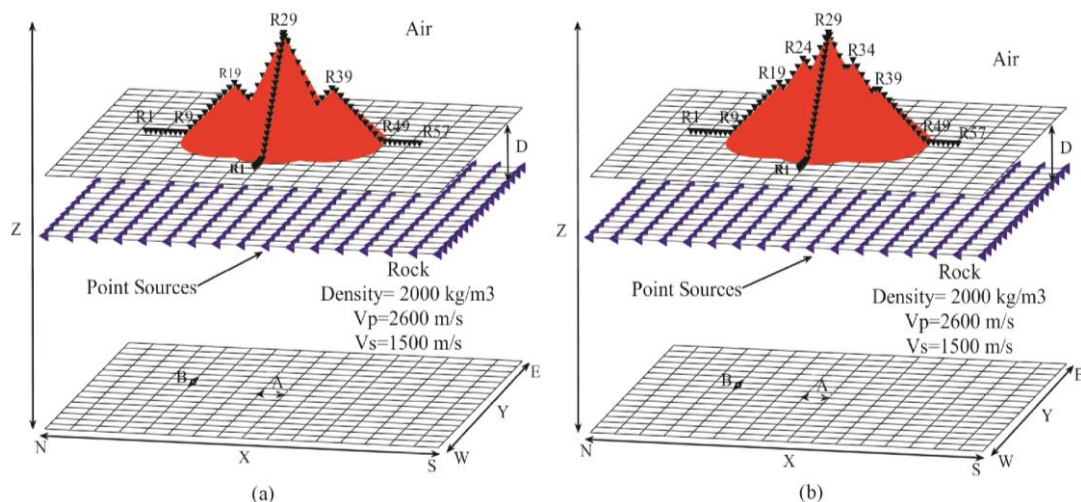 R29
Air
R19
R39
R1
R9
R49
R57
R1
D
Z
Point Sources
Rock
Density= 2000 kg/m3
Vp=2600 m/s
Vs=1500 m/s
B
A
E
Y
N
X
S
W
(a)
R29
Air
R24
R34
R19
R39
R1
R9
R49
R57
R1
D
Z
Point Sources
Rock
Density= 2000 kg/m3
Vp=2600 m/s
Vs=1500 m/s
B
A
E
Y
N
X
S
W
(b)